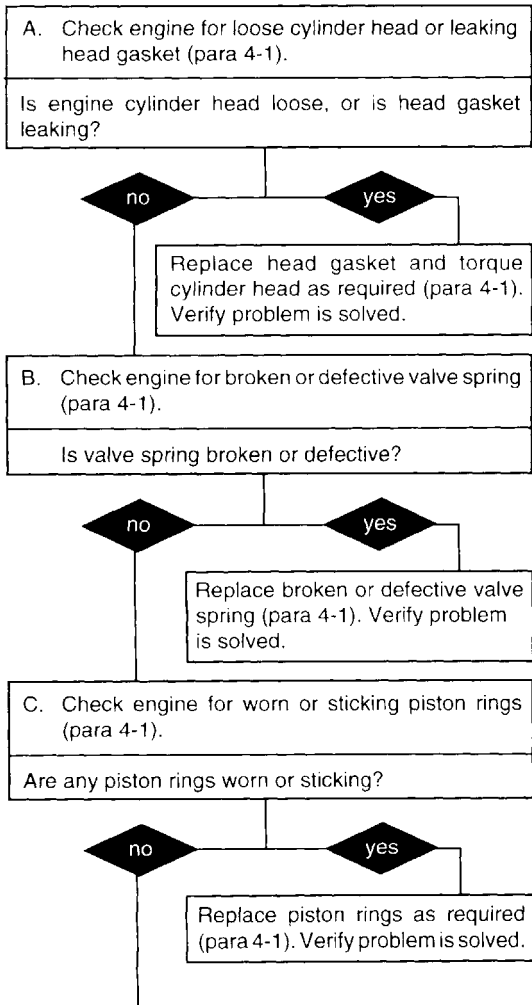 A. Check engine for loose cylinder head or leaking
head gasket (para 4-1).
Is engine cylinder head loose, or is head gasket
leaking?
no
yes
Replace head gasket and torque
cylinder head as required (para 4-1).
Verify problem is solved.
B. Check engine for broken or defective valve spring
(para 4-1).
Is valve spring broken or defective?
no
yes
Replace broken or defective valve
spring (para 4-1). Verify problem
is solved.
C. Check engine for worn or sticking piston rings
(para 4-1).
Are any piston rings worn or sticking?
no
yes
Replace piston rings as required
(para 4-1). Verify problem is solved.